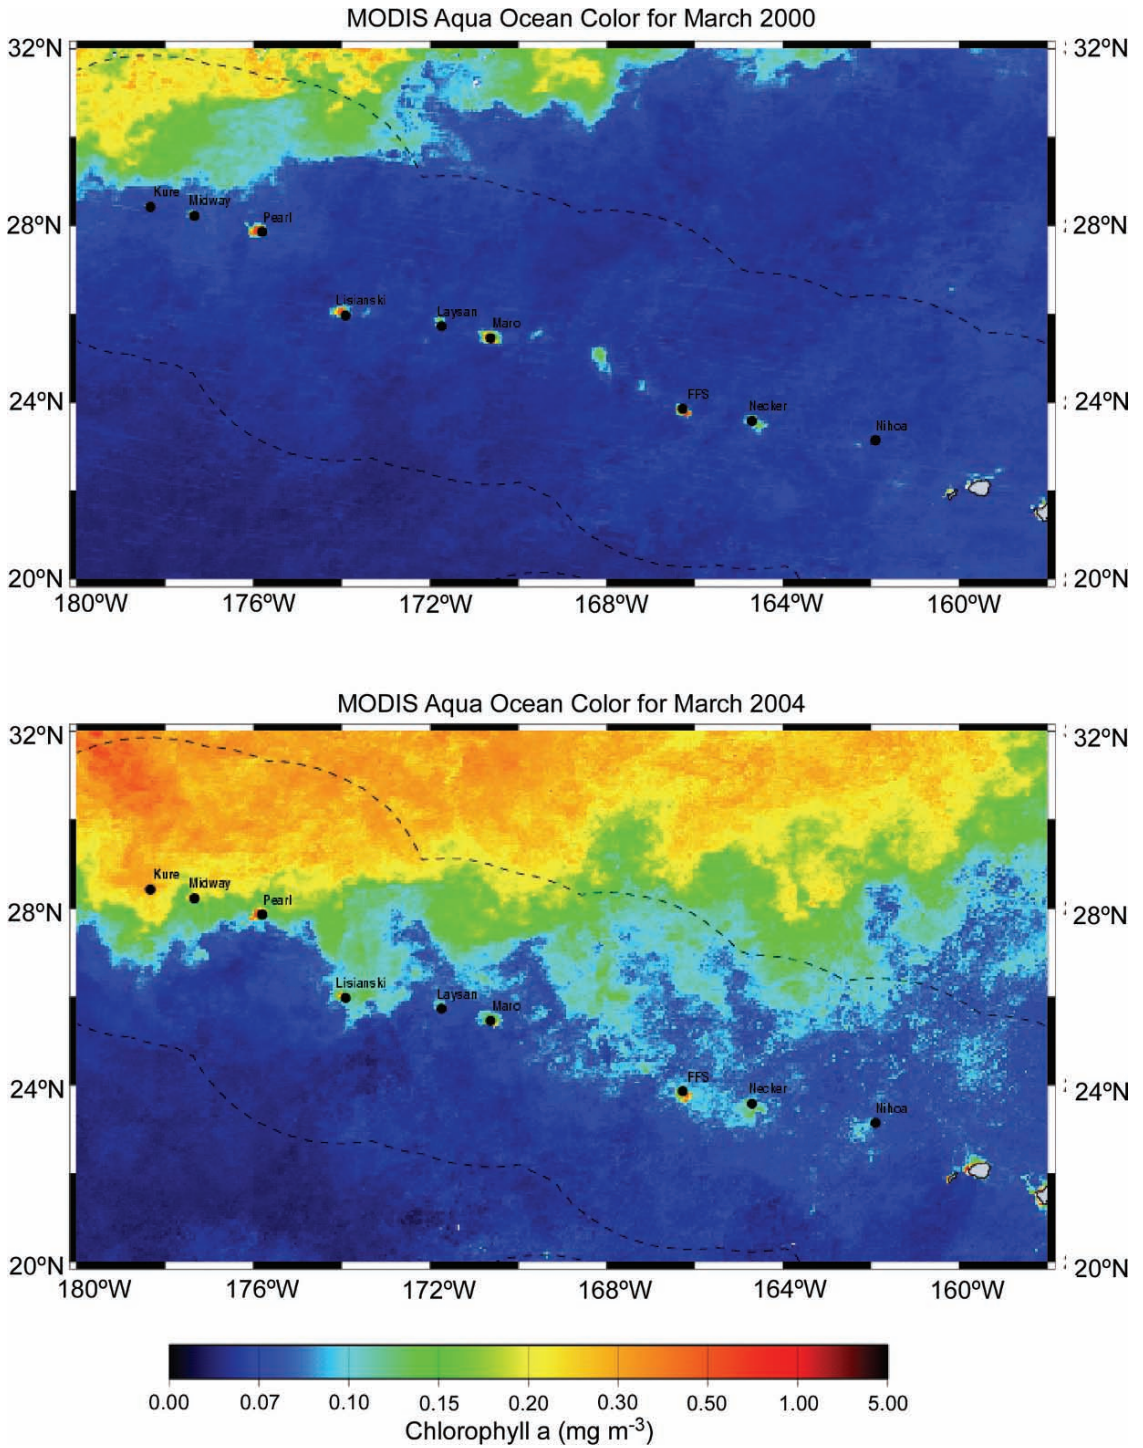 MODIS Aqua Ocean Color for March 2000
32ºN
32ºN
Kure
Midway
28ºN
Pearl
28ºN
Lisianski
Laysan
Maro
24ºN
FFS
Necker
24ºN
Nihoa
20ºN
20ºN
180ºW 176ºW 172ºW 168ºW 164ºW 160ºW
MODIS Aqua Ocean Color for March 2004
32ºN
32ºN
Kure
Midway
28ºN
Pearl
28ºN
Lisianski
Laysan
Maro
24ºN
FFS
Necker
24ºN
Nihoa
20ºN
20ºN
180ºW 176ºW 172ºW 168ºW 164ºW 160ºW
0.00 0.07 0.10 0.15 0.20 0.30 0.50 1.00 5.00
Chlorophyll a (mg m-3)